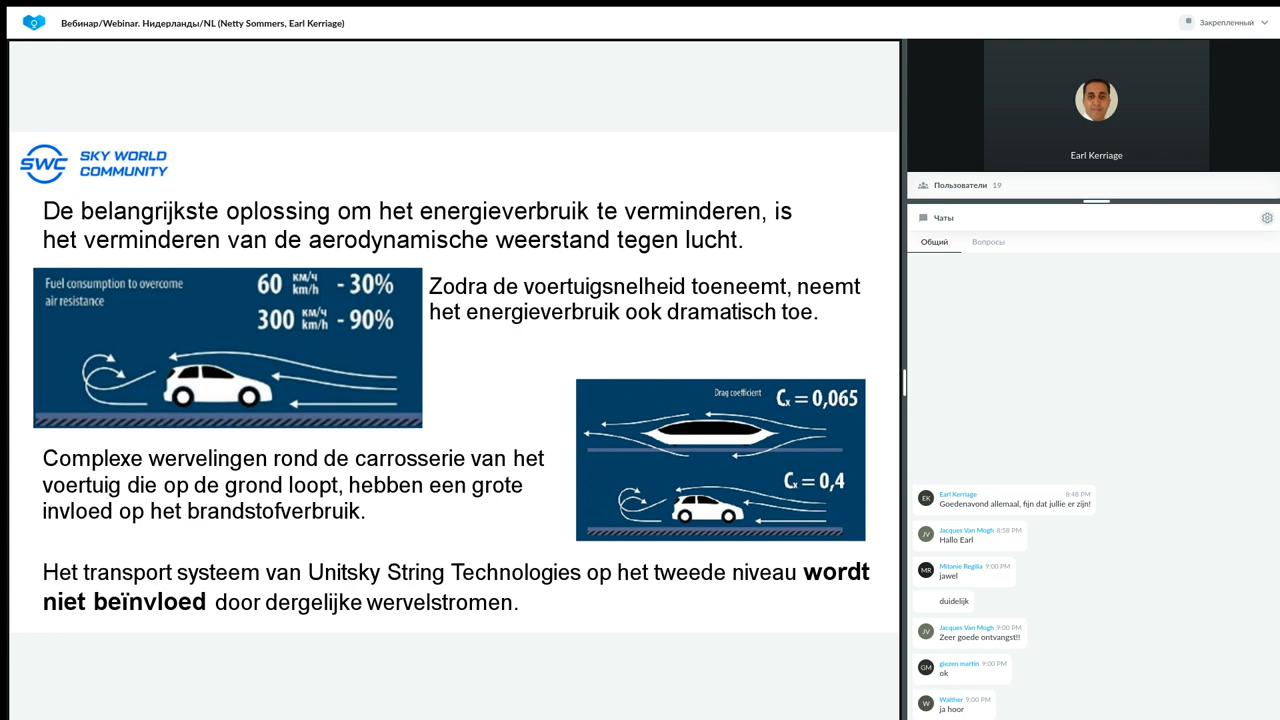 Вебинар/Webinar. Нидерланды/NL (Netty Sommers, Earl Kerriage)
Закрепленный
SWC
SKY WORLD
COMMUNITY
De belangrijkste oplossing om het energieverbruik te verminderen, is
het verminderen van de aerodynamische weerstand tegen lucht.
Fuel consumption to overcome
air resistance
60 км/ч km/h - 30%
300 км/ч km/h - 90%
Zodra de voertuigsnelheid toeneemt, neemt
het energieverbruik ook dramatisch toe.
Drag coefficient Cx = 0,065
Cx = 0,4
Complexe wervelingen rond de carrosserie van het
voertuig die op de grond loopt, hebben een grote
invloed op het brandstofverbruik.
Het transport systeem van Unitsky String Technologies op het tweede niveau wordt
niet beïnvloed door dergelijke wervelstromen.
Earl Kerriage
Пользователи 19
Чаты
Общий Вопросы
EK Earl Kerriage 8:48 PM
Goedenavond allemaal, fijn dat jullie er zijn!
JV Jacques Van Mogh 8:58 PM
Hallo Earl
MR Mitanie Regilia 9:00 PM
jawel
duidelijk
JV Jacques Van Mogh 9:00 PM
Zeer goede ontvangst!!
GM giezen martin 9:00 PM
ok
W Walther 9:00 PM
ja hoor